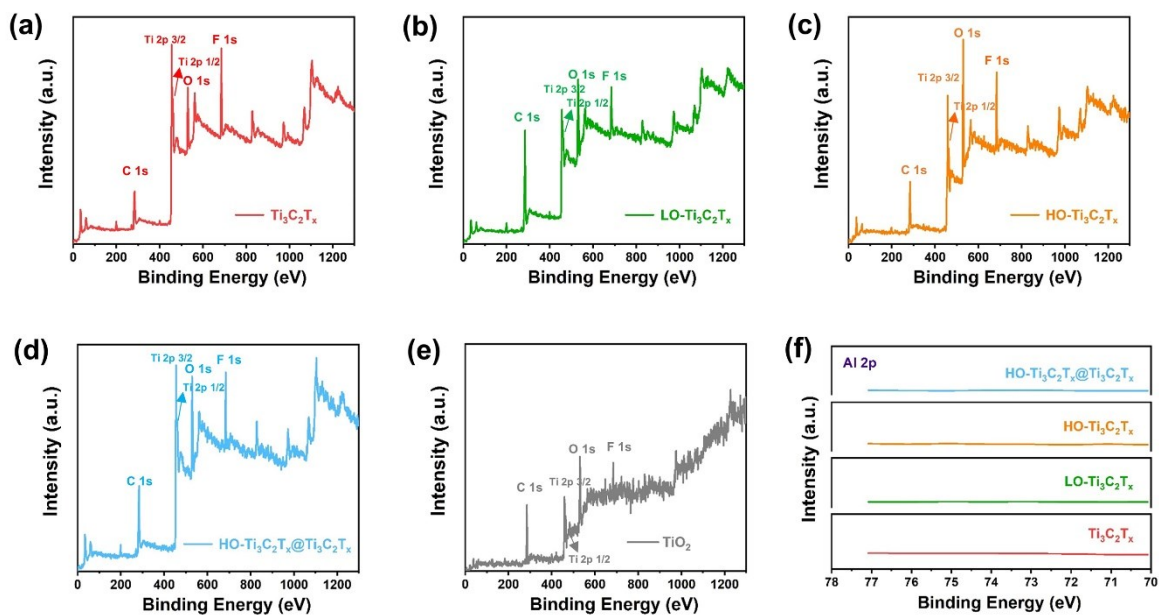 (a)
Ti 2p 3/2
F 1s
Ti 2p 1/2
O 1s
C 1s
Ti₃C₂Tₓ
Intensity (a.u.)
0 200 400 600 800 1000 1200
Binding Energy (eV)
(b)
O 1s
F 1s
Ti 2p 3/2
Ti 2p 1/2
C 1s
LO-Ti₃C₂Tₓ
Intensity (a.u.)
0 200 400 600 800 1000 1200
Binding Energy (eV)
(c)
O 1s
F 1s
Ti 2p 3/2
Ti 2p 1/2
C 1s
HO-Ti₃C₂Tₓ
Intensity (a.u.)
0 200 400 600 800 1000 1200
Binding Energy (eV)
(d)
Ti 2p 3/2
F 1s
O 1s
Ti 2p 1/2
C 1s
HO-Ti₃C₂Tₓ@Ti₃C₂Tₓ
Intensity (a.u.)
0 200 400 600 800 1000 1200
Binding Energy (eV)
(e)
O 1s
F 1s
C 1s
Ti 2p 3/2
Ti 2p 1/2
TiO₂
Intensity (a.u.)
0 200 400 600 800 1000 1200
Binding Energy (eV)
(f)
Al 2p
HO-Ti₃C₂Tₓ@Ti₃C₂Tₓ
HO-Ti₃C₂Tₓ
LO-Ti₃C₂Tₓ
Ti₃C₂Tₓ
Intensity (a.u.)
78 77 76 75 74 73 72 71 70
Binding Energy (eV)